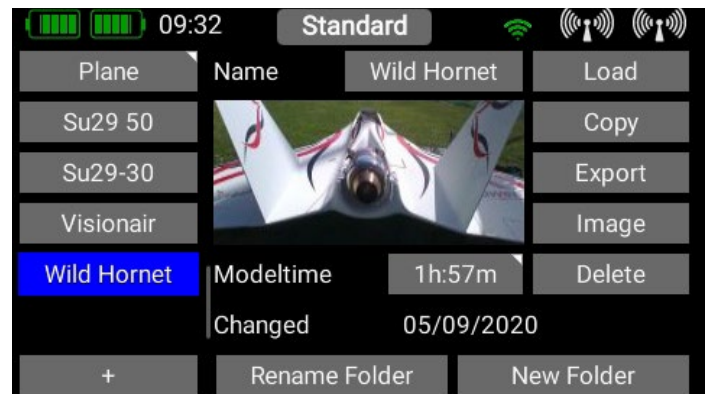 09:32 Standard
Plane Name Wild Hornet Load
Su29 50 Copy
Su29-30 Export
Visionair Image
Wild Hornet Modeltime 1h:57m Delete
Changed 05/09/2020
+ Rename Folder New Folder